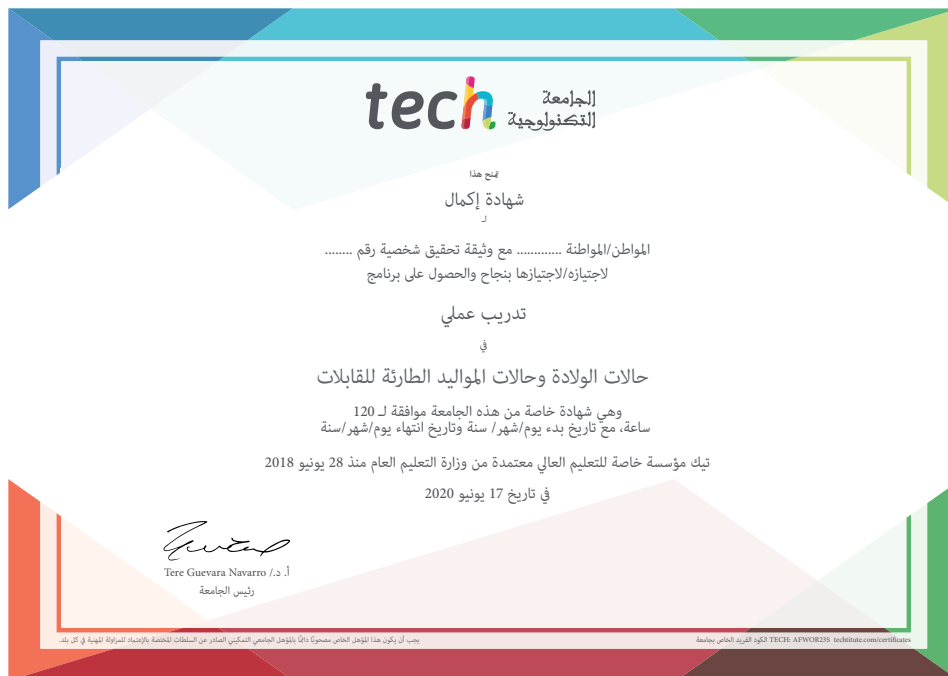 tech الجامعة
التكنولوجية
يمنح هذا
شهادة إكمال
لـ
المواطن/المواطنة ............. مع وثيقة تحقيق شخصية رقم ........
لاجتيازه/لاجتيازها بنجاح والحصول على برنامج
تدريب عملي
في
حالات الولادة وحالات المواليد الطارئة للقابلات
وهي شهادة خاصة من هذه الجامعة موافقة لـ 120
ساعة، مع تاريخ بدء يوم/شهر/ سنة وتاريخ انتهاء يوم/شهر/سنة
تيك مؤسسة خاصة للتعليم العالي معتمدة من وزارة التعليم العام منذ 28 يونيو 2018
في تاريخ 17 يونيو 2020
أ. د./ Tere Guevara Navarro
رئيس الجامعة
يجب أن يكون هذا المؤهل الخاص مصحوبًا دائمًا بالمؤهل الجامعي التمكيني الصادر عن السلطات المختصة بالإعتماد للمزاولة المهنية في كل بلد.
الكود الفريد الخاص بجامعة TECH: AFWOR23S techtitute.com/certificates